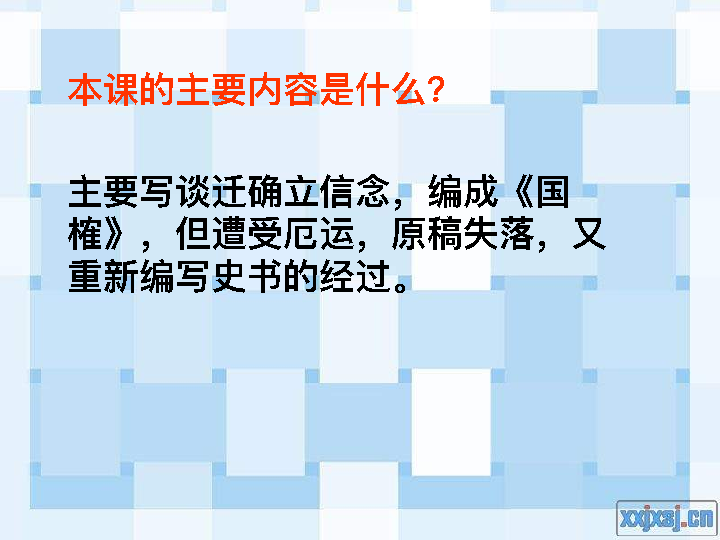 本课的主要内容是什么？
主要写谈迁确立信念，编成《国
榷》，但遭受厄运，原稿失落，又
重新编写史书的经过。
xxjxsj.cn